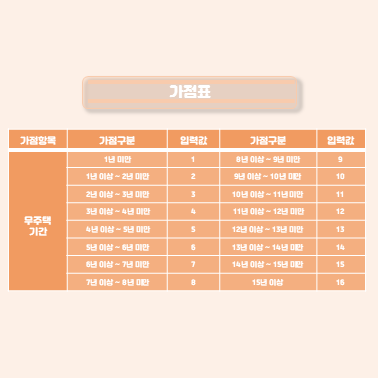 가점표
가점항목 가점구분 입력값 가점구분 입력값
무주택
기간
1년 미만 1 8년 이상 ~ 9년 미만 9
1년 이상 ~ 2년 미만 2 9년 이상 ~ 10년 미만 10
2년 이상 ~ 3년 미만 3 10년 이상 ~ 11년 미만 11
3년 이상 ~ 4년 미만 4 11년 이상 ~ 12년 미만 12
4년 이상 ~ 5년 미만 5 12년 이상 ~ 13년 미만 13
5년 이상 ~ 6년 미만 6 13년 이상 ~ 14년 미만 14
6년 이상 ~ 7년 미만 7 14년 이상 ~ 15년 미만 15
7년 이상 ~ 8년 미만 8 15년 이상 16